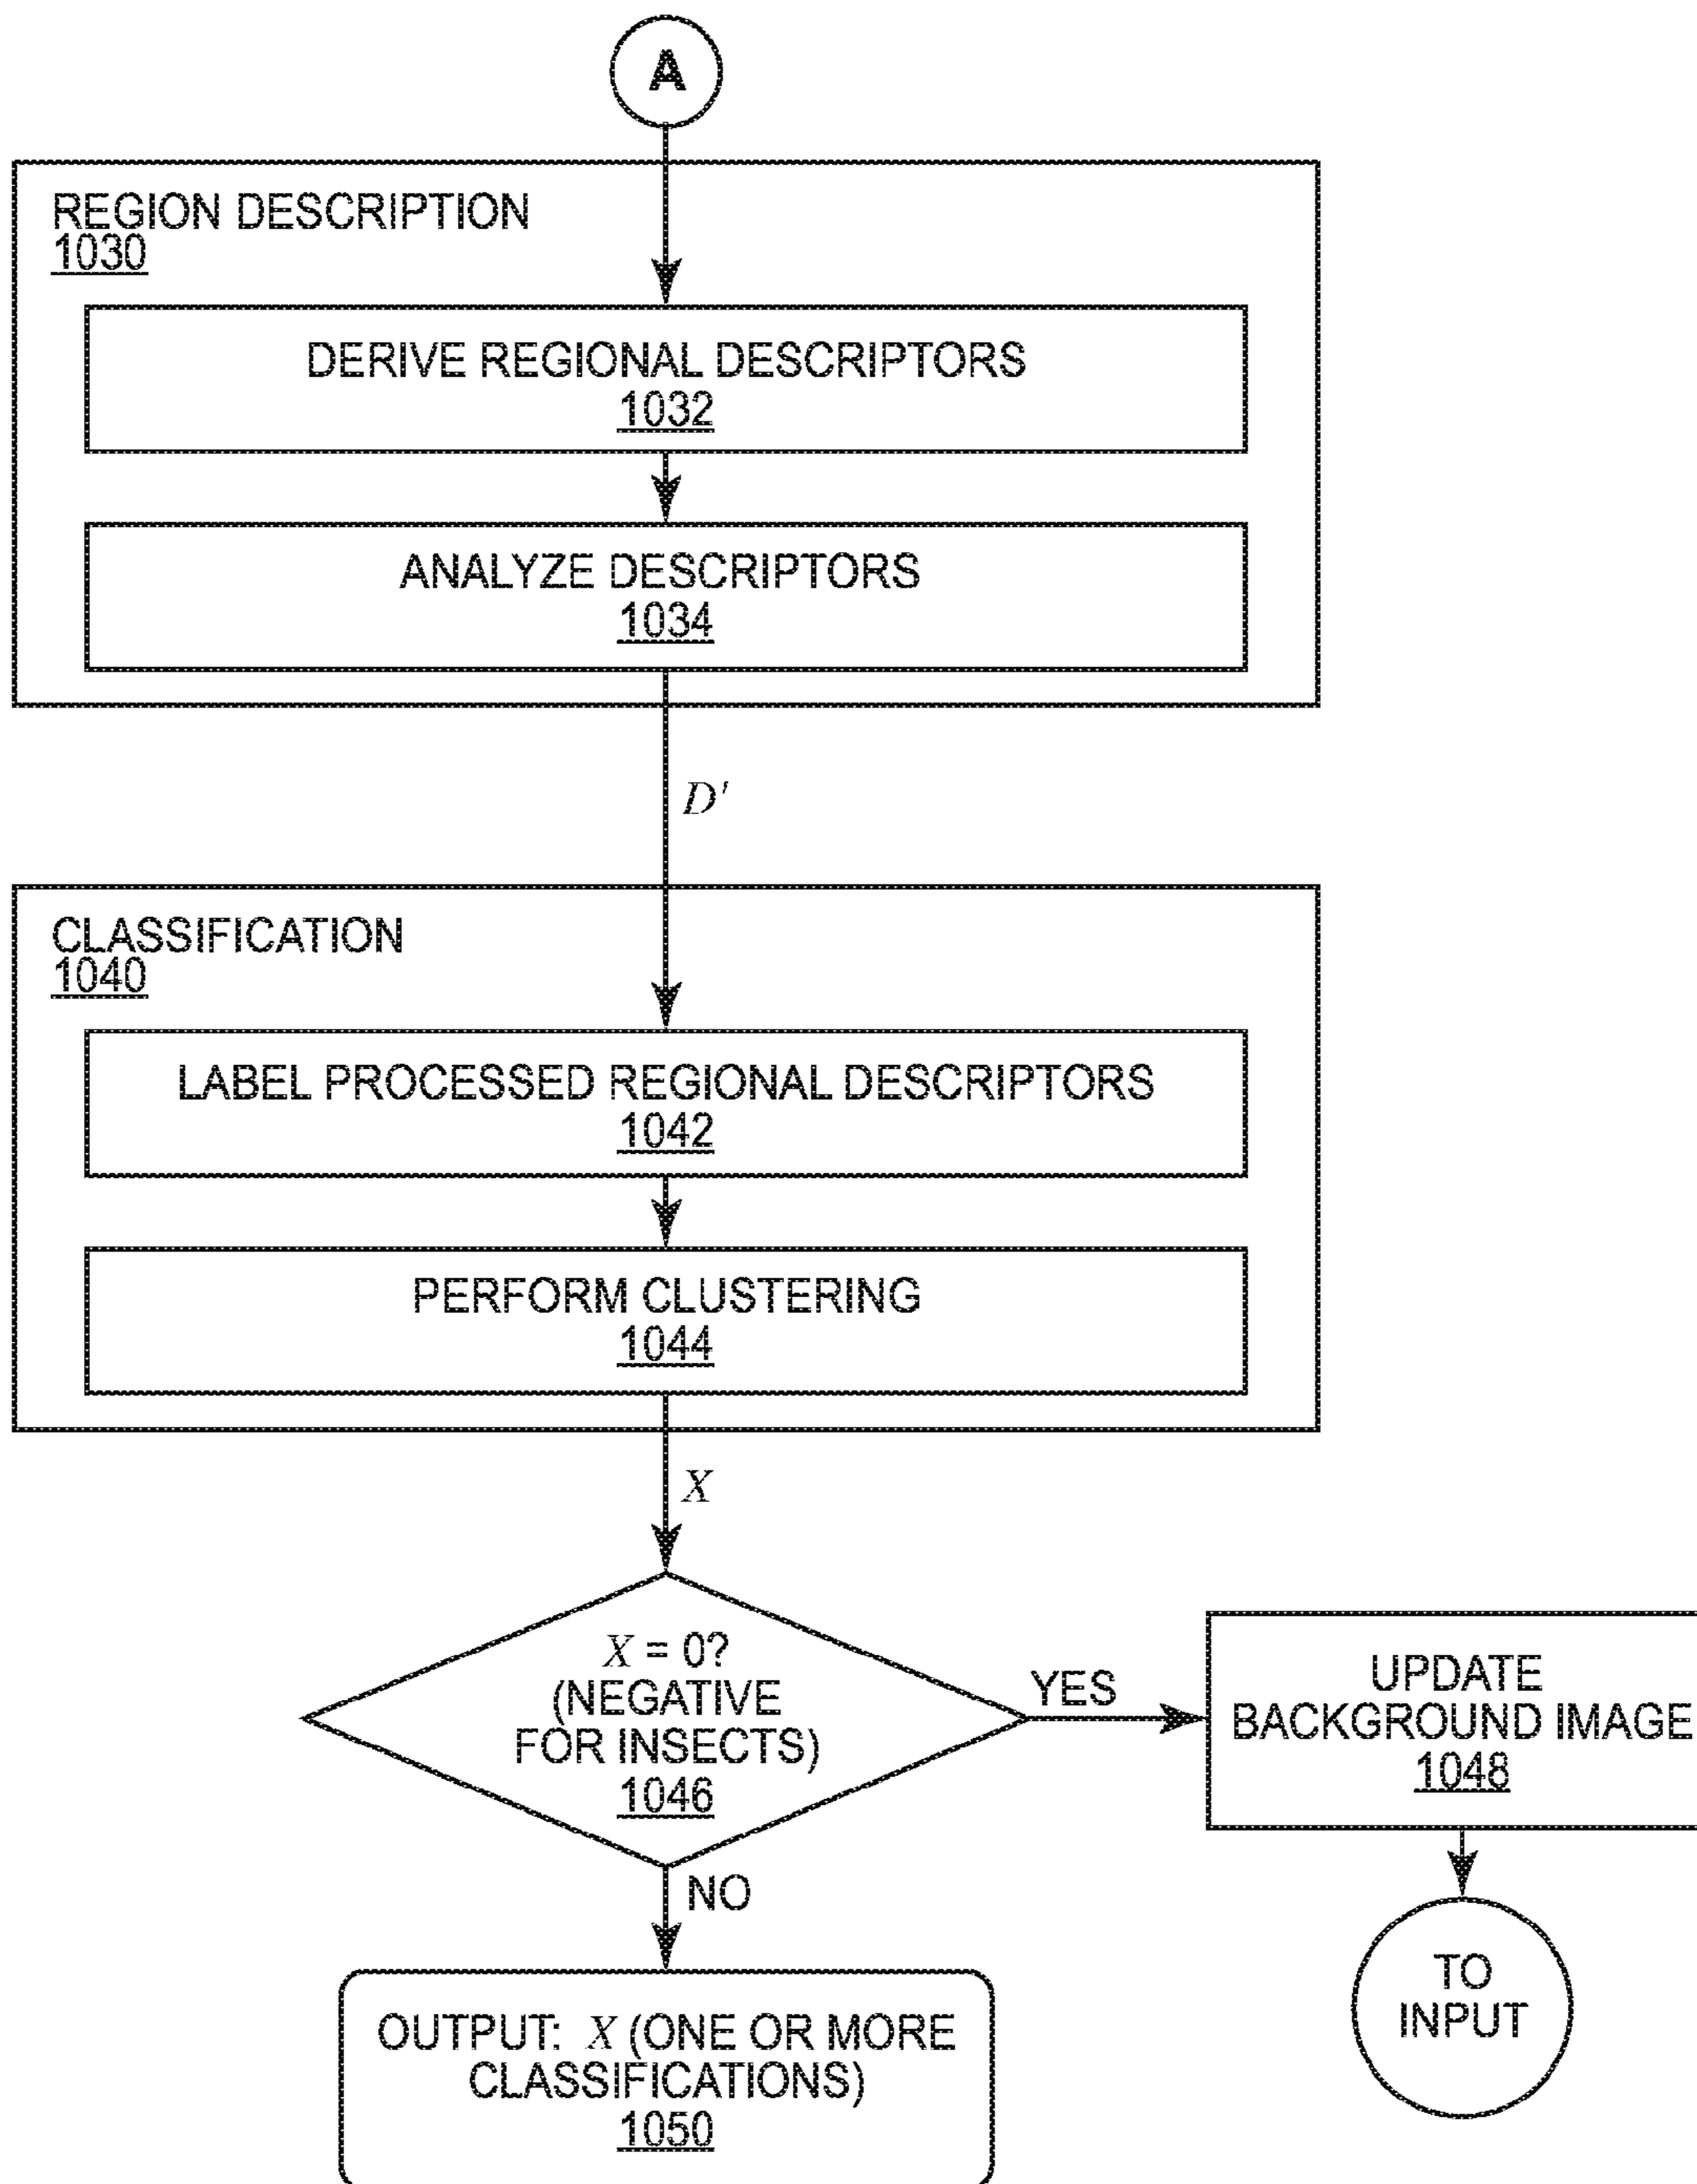 A
REGION DESCRIPTION
1030
DERIVE REGIONAL DESCRIPTORS
1032
ANALYZE DESCRIPTORS
1034
D'
CLASSIFICATION
1040
LABEL PROCESSED REGIONAL DESCRIPTORS
1042
PERFORM CLUSTERING
1044
X
X = 0?
(NEGATIVE
FOR INSECTS)
1046
YES
UPDATE
BACKGROUND IMAGE
1048
NO
TO
INPUT
OUTPUT: X (ONE OR MORE
CLASSIFICATIONS)
1050